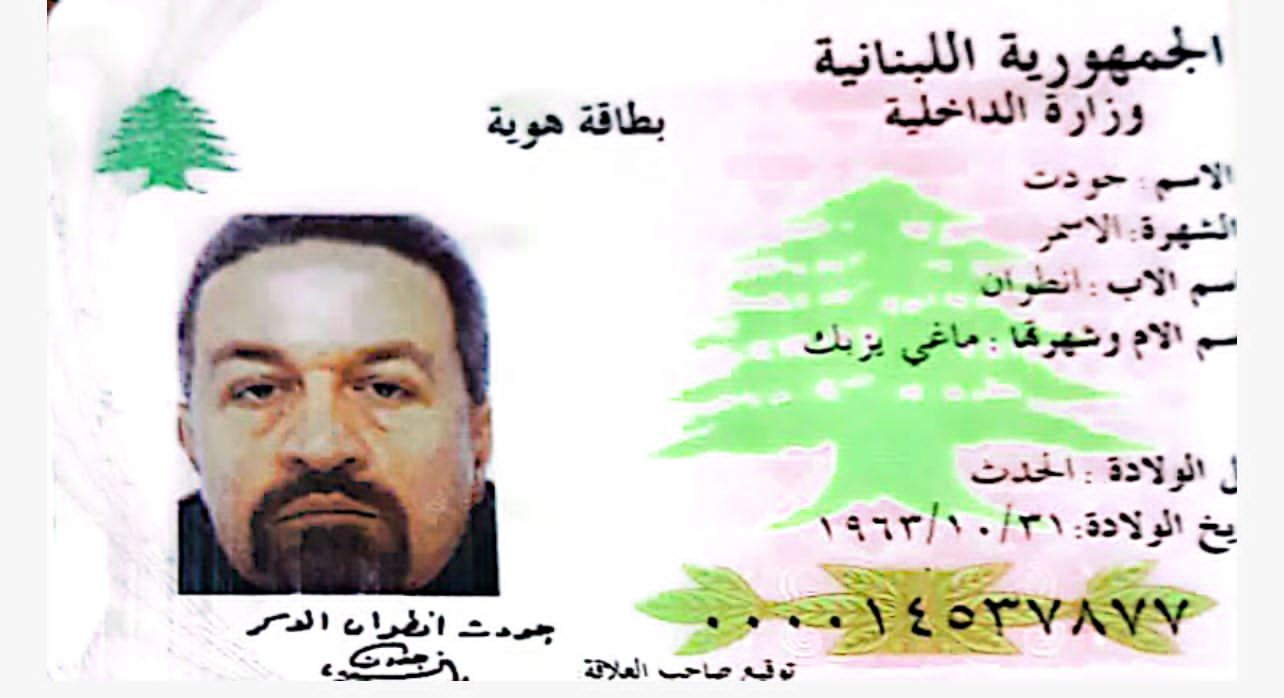 الجمهورية اللبنانية
وزارة الداخلية
بطاقة هوية
الاسم: جودت
الشهرة: الاسمر
سم الاب: انطوان
سم الام وشهرتها: ماغي يزبك
ل الولادة: الحدث
يخ الولادة: ١٩٦٣/١٠/٣١
٠٠٠٠١٤٥٣٧٨٧٧
جودت انطوان الاسمر
توقيع صاحب العلاقة